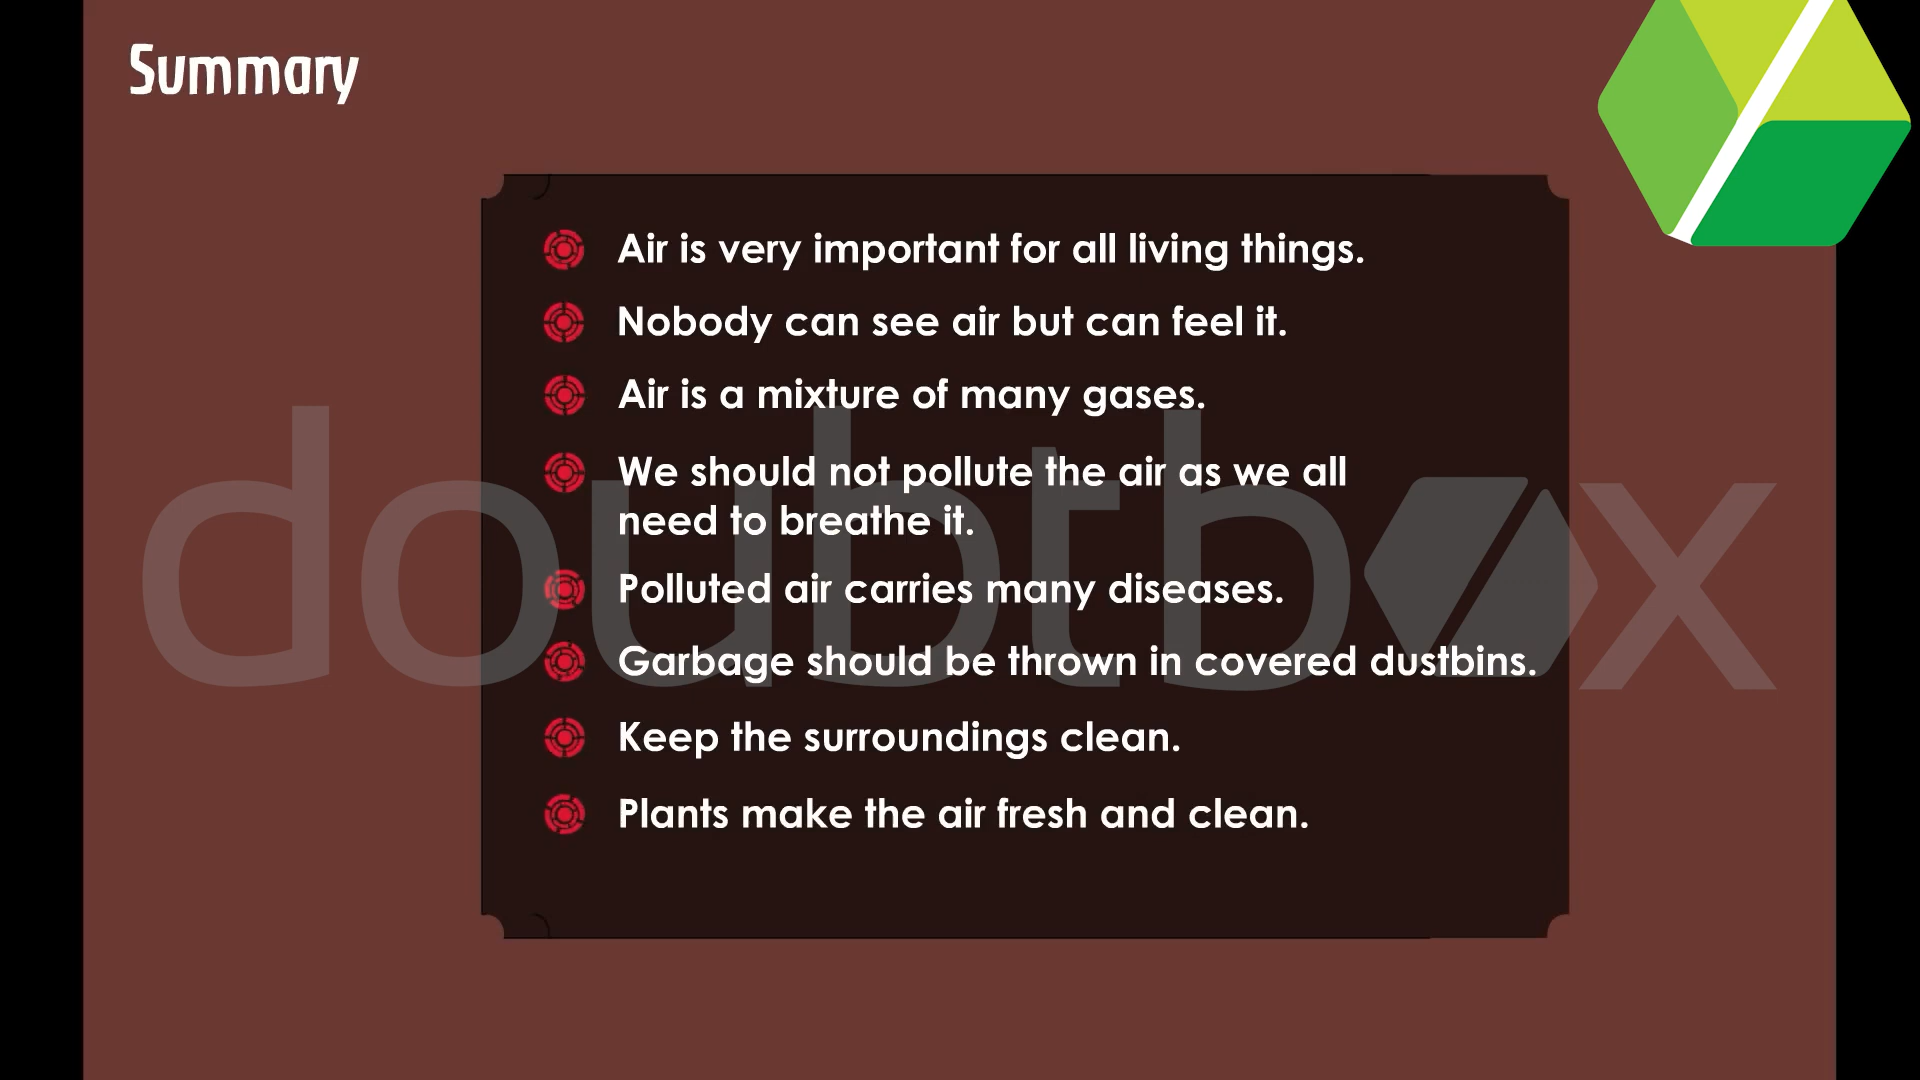 Summary
Air is very important for all living things.
Nobody can see air but can feel it.
Air is a mixture of many gases.
We should not pollute the air as we all
need to breathe it.
Polluted air carries many diseases.
Garbage should be thrown in covered dustbins.
Keep the surroundings clean.
Plants make the air fresh and clean.
doubtbox